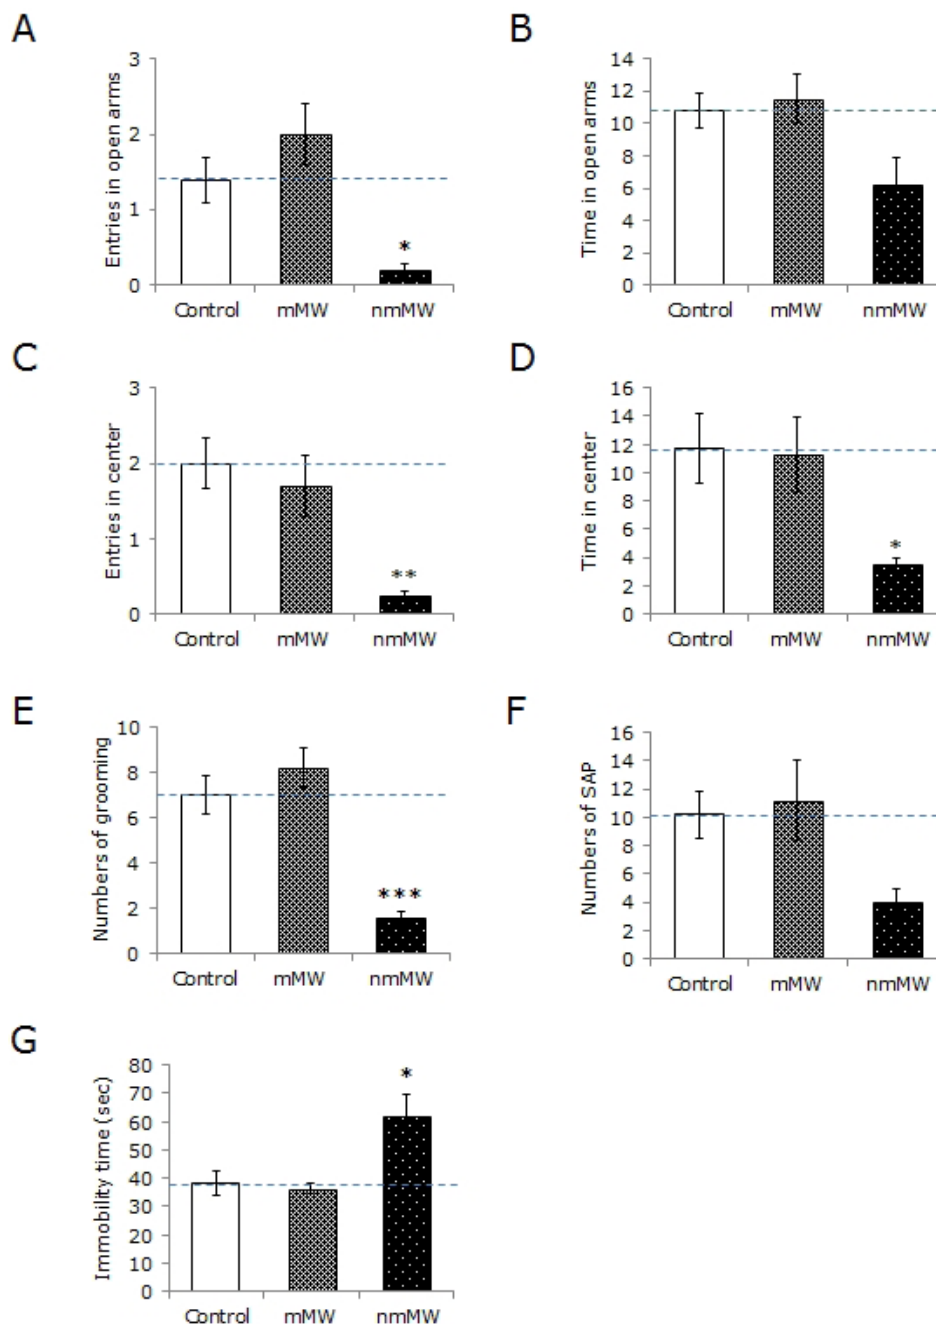 A
B
Entries in open arms
3
2
1
0
*
Control mMW nmMW
Time in open arms
14
12
10
8
6
4
2
0
Control mMW nmMW
C
D
Entries in center
3
2
1
0
**
Control mMW nmMW
Time in center
16
14
12
10
8
6
4
2
0
*
Control mMW nmMW
E
F
Numbers of grooming
10
8
6
4
2
0
***
Control mMW nmMW
Numbers of SAP
16
14
12
10
8
6
4
2
0
Control mMW nmMW
G
Immobility time (sec)
80
70
60
50
40
30
20
10
0
*
Control mMW nmMW